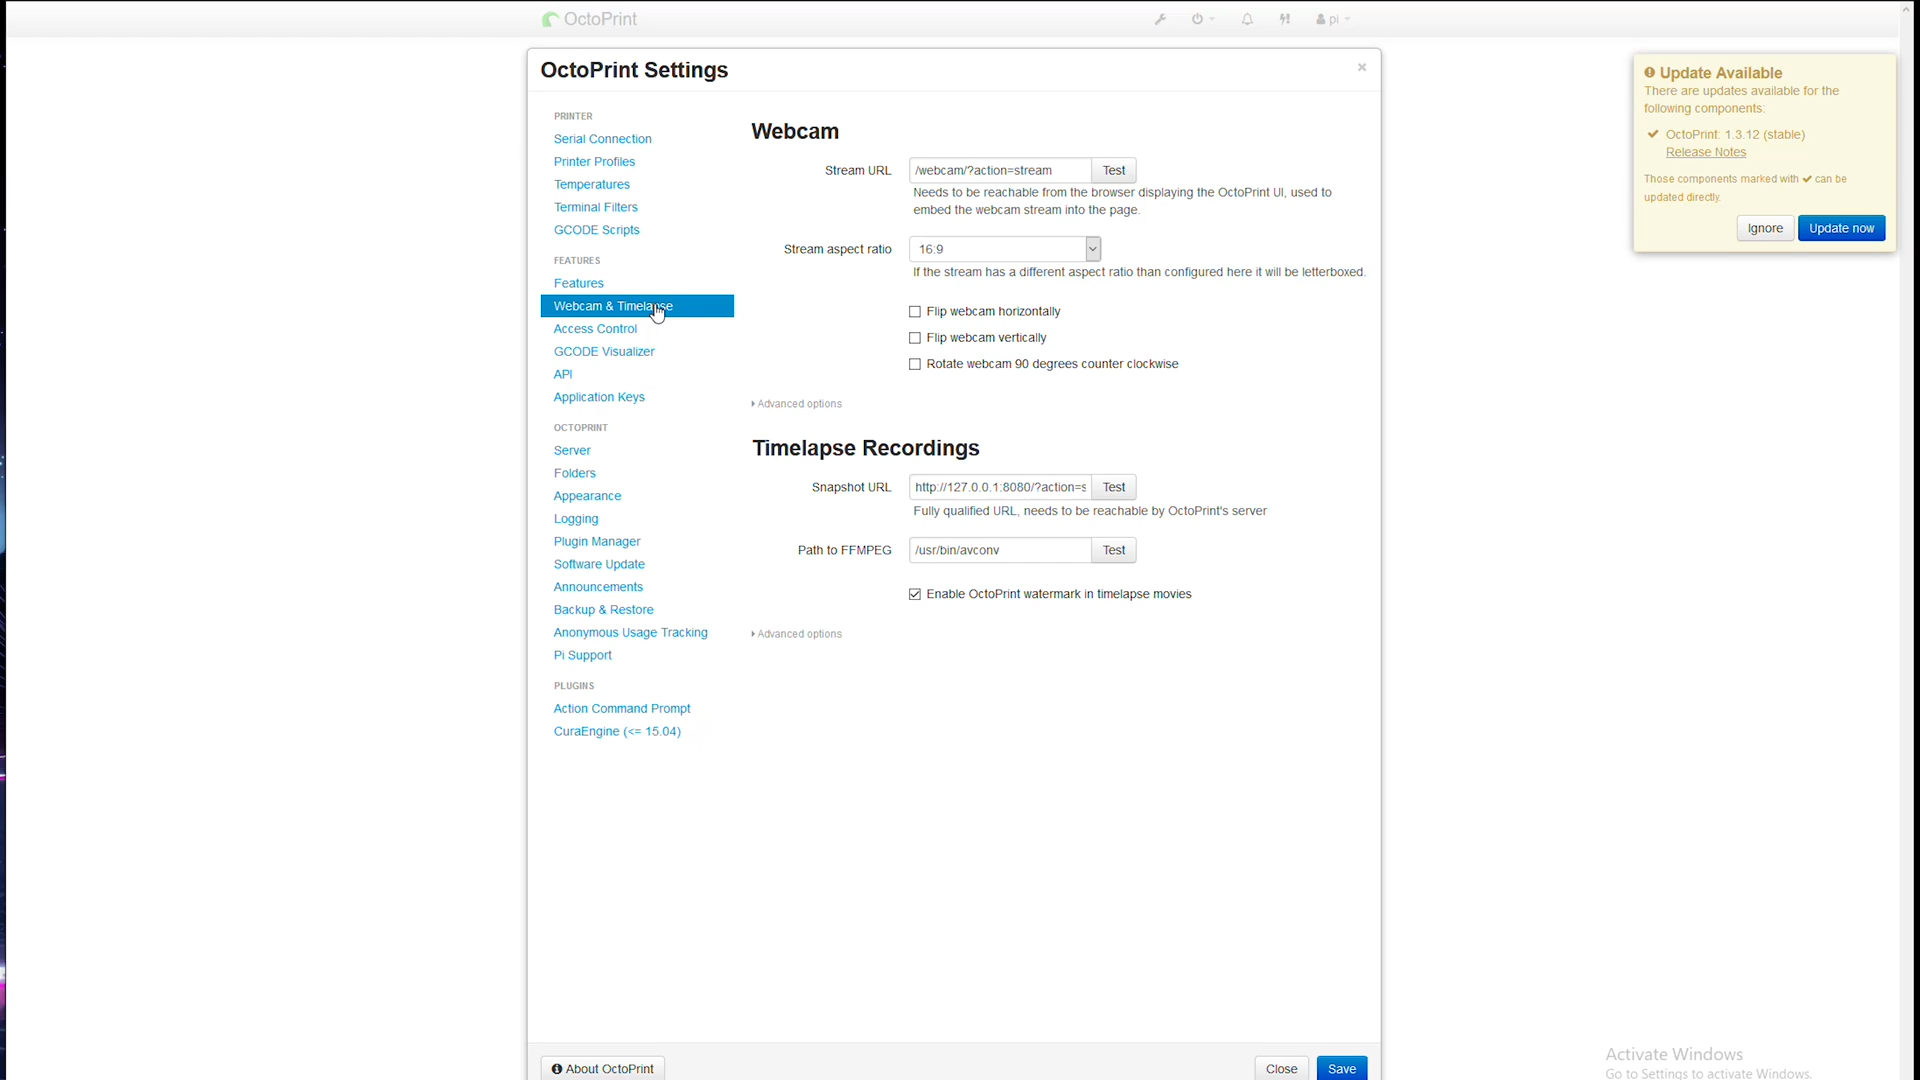 OctoPrint
pi
OctoPrint Settings
×
PRINTER
Serial Connection
Printer Profiles
Temperatures
Terminal Filters
GCODE Scripts
FEATURES
Features
Webcam & Timelapse
Access Control
GCODE Visualizer
API
Application Keys
OCTOPRINT
Server
Folders
Appearance
Logging
Plugin Manager
Software Update
Announcements
Backup & Restore
Anonymous Usage Tracking
Pi Support
PLUGINS
Action Command Prompt
CuraEngine (<= 15.04)
Webcam
Stream URL /webcam/?action=stream Test
Needs to be reachable from the browser displaying the OctoPrint UI, used to
embed the webcam stream into the page.
Stream aspect ratio 16:9
If the stream has a different aspect ratio than configured here it will be letterboxed.
Flip webcam horizontally
Flip webcam vertically
Rotate webcam 90 degrees counter clockwise
Advanced options
Timelapse Recordings
Snapshot URL http://127.0.0.1:8080/?action=s Test
Fully qualified URL, needs to be reachable by OctoPrint's server
Path to FFMPEG /usr/bin/avconv Test
Enable OctoPrint watermark in timelapse movies
Advanced options
About OctoPrint
Close Save
Update Available
There are updates available for the
following components:
OctoPrint: 1.3.12 (stable)
Release Notes
Those components marked with ✔ can be
updated directly.
Ignore Update now
Activate Windows
Go to Settings to activate Windows.